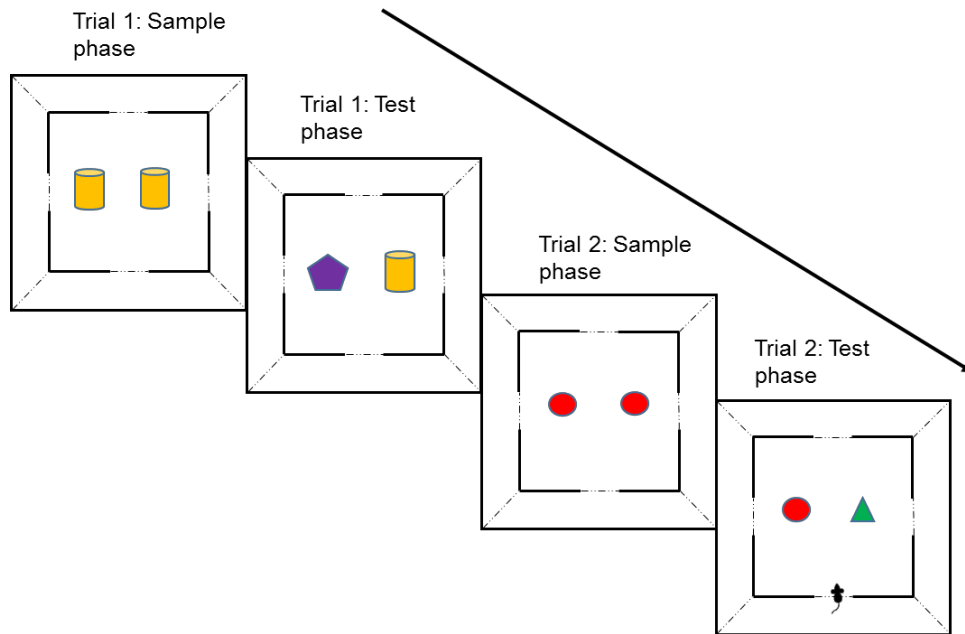 Trial 1: Sample
phase
Trial 1: Test
phase
Trial 2: Sample
phase
Trial 2: Test
phase